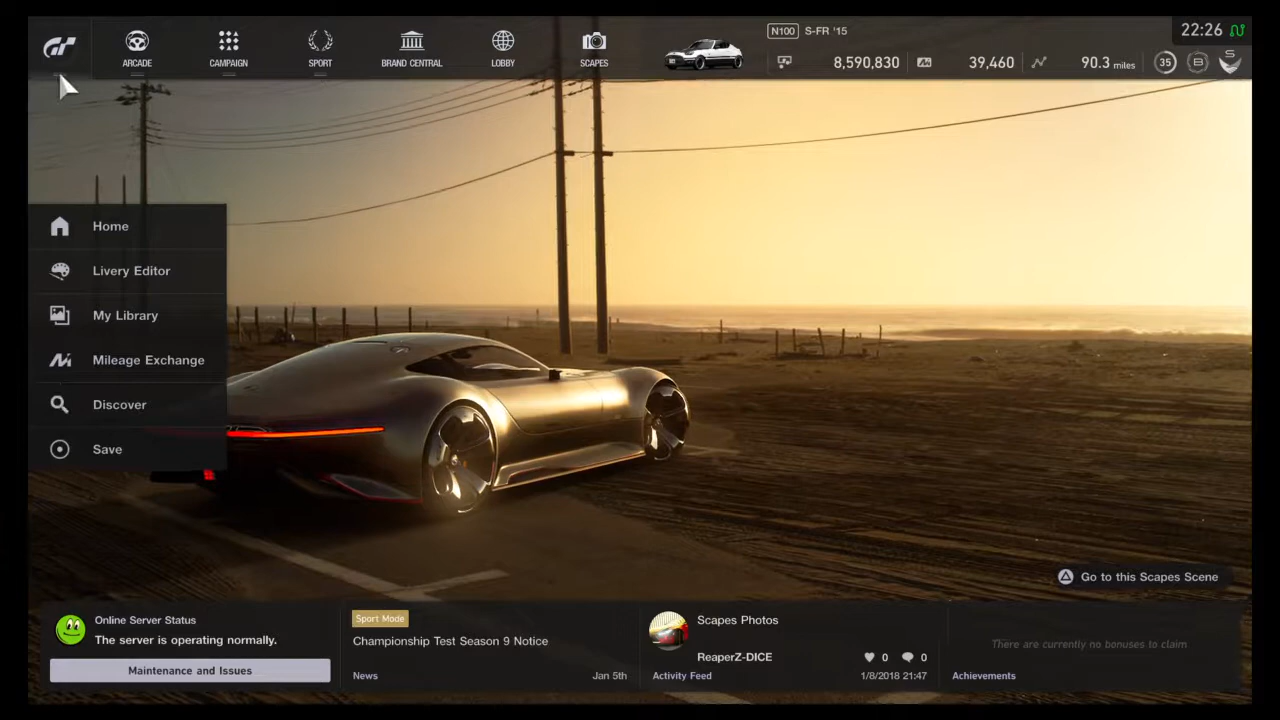 ARCADE
CAMPAIGN
SPORT
BRAND CENTRAL
LOBBY
SCAPES
N100 S-FR '15
8,590,830
39,460
90.3 miles
35
B
S
22:26
Home
Livery Editor
My Library
Mileage Exchange
Discover
Save
Go to this Scapes Scene
Online Server Status
The server is operating normally.
Maintenance and Issues
Sport Mode
Championship Test Season 9 Notice
News Jan 5th
Scapes Photos
ReaperZ-DICE 0 0
Activity Feed 1/8/2018 21:47
There are currently no bonuses to claim
Achievements